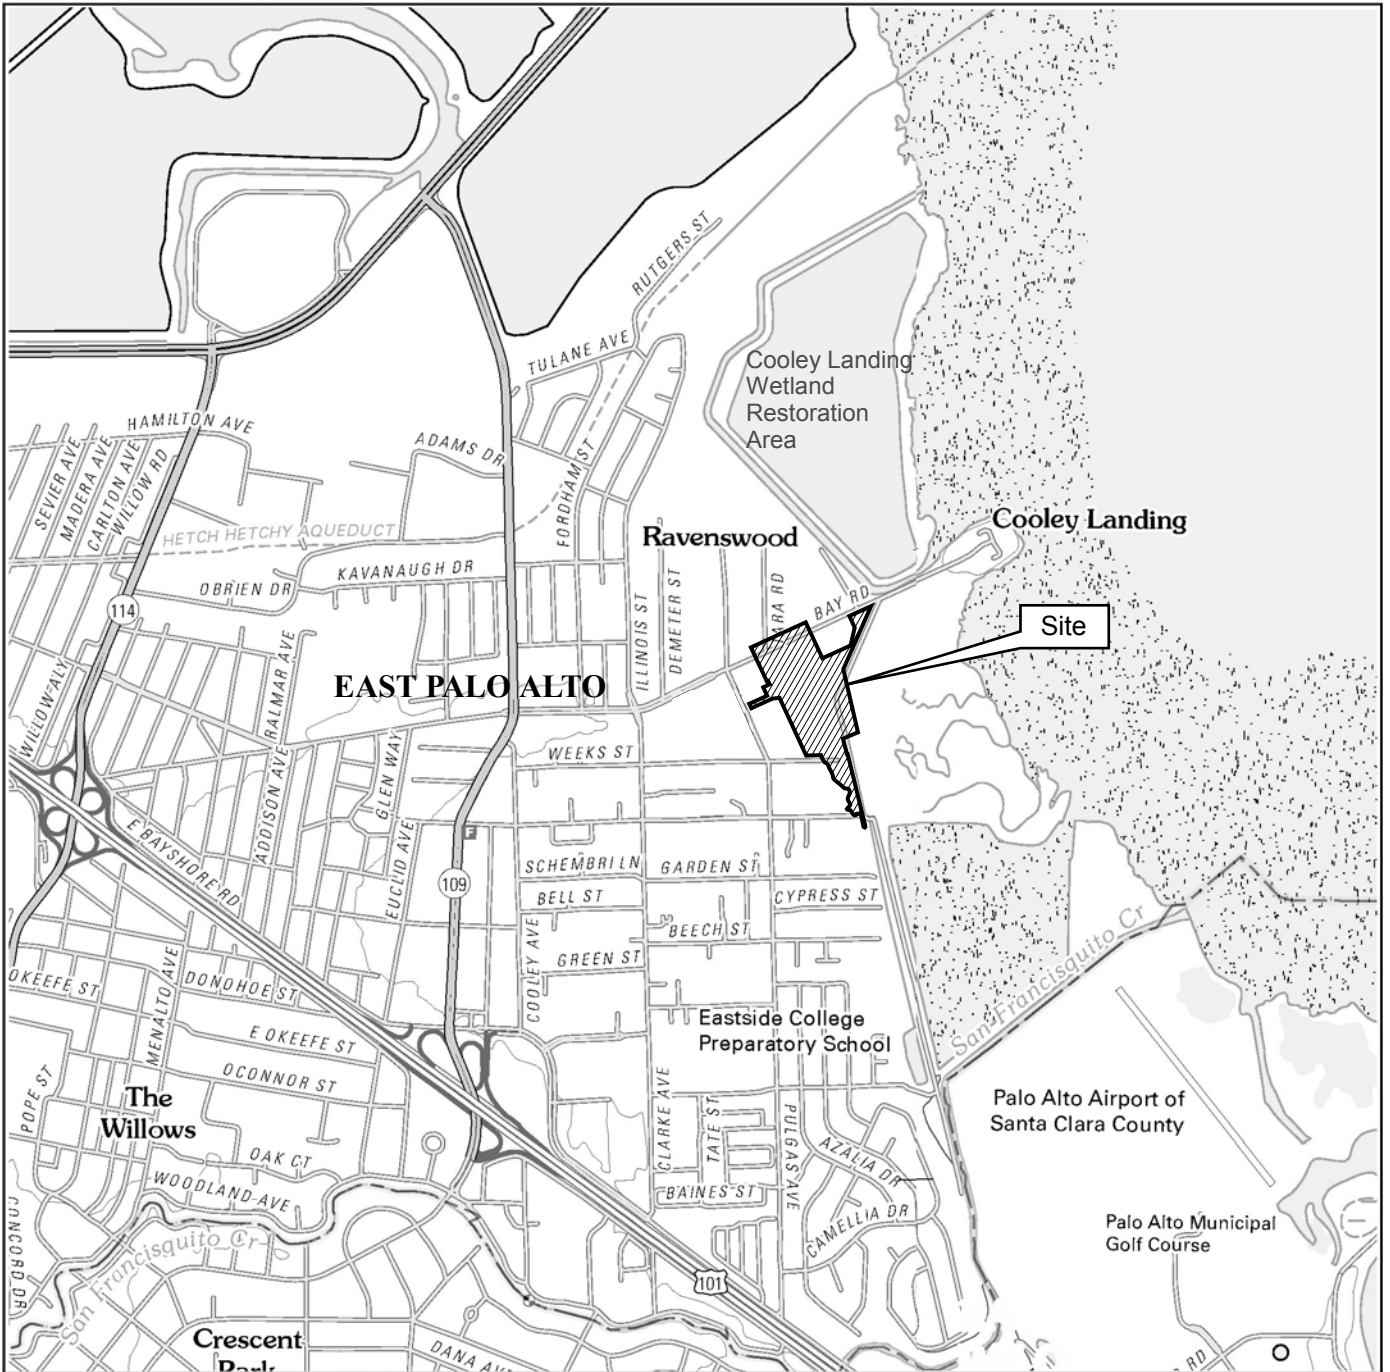 RUTGERS ST
TULANE AVE
Cooley Landing
Wetland
Restoration
Area
HAMILTON AVE
ADAMS DR
SEVIER AVE
MADERA AVE
CARLTON AVE
WILLOW RD
FORDHAM ST
HETCH HETCHY AQUEDUCT
Ravenswood
Cooley Landing
KAVANAUGH DR
OBRIEN DR
114
ILLINOIS ST
DEMETER ST
ARA RD
BAY RD
Site
EAST PALO ALTO
WILLOW ALY
RALMAR AVE
ADDISON AVE
GLEN WAY
WEEKS ST
E BAYSHORE RD
EUCLID AVE
109
SCHEMBRI LN
GARDEN ST
BELL ST
CYPRESS ST
COOLEY AVE
BEECH ST
GREEN ST
OKEEFE ST
MENALTO AVE
DONOHOE ST
E OKEEFE ST
OCONNOR ST
POPE ST
Eastside College
Preparatory School
San Francisquito Cr
The
Willows
Palo Alto Airport of
Santa Clara County
CLARKE AVE
TATE ST
PULGAS AVE
AZALIA DR
OAK CT
WOODLAND AVE
BAINES ST
CAMELLIA DR
CONCORD DR
San Francisquito Cr
Palo Alto Municipal
Golf Course
101
Crescent
Park
DANA AV
RD